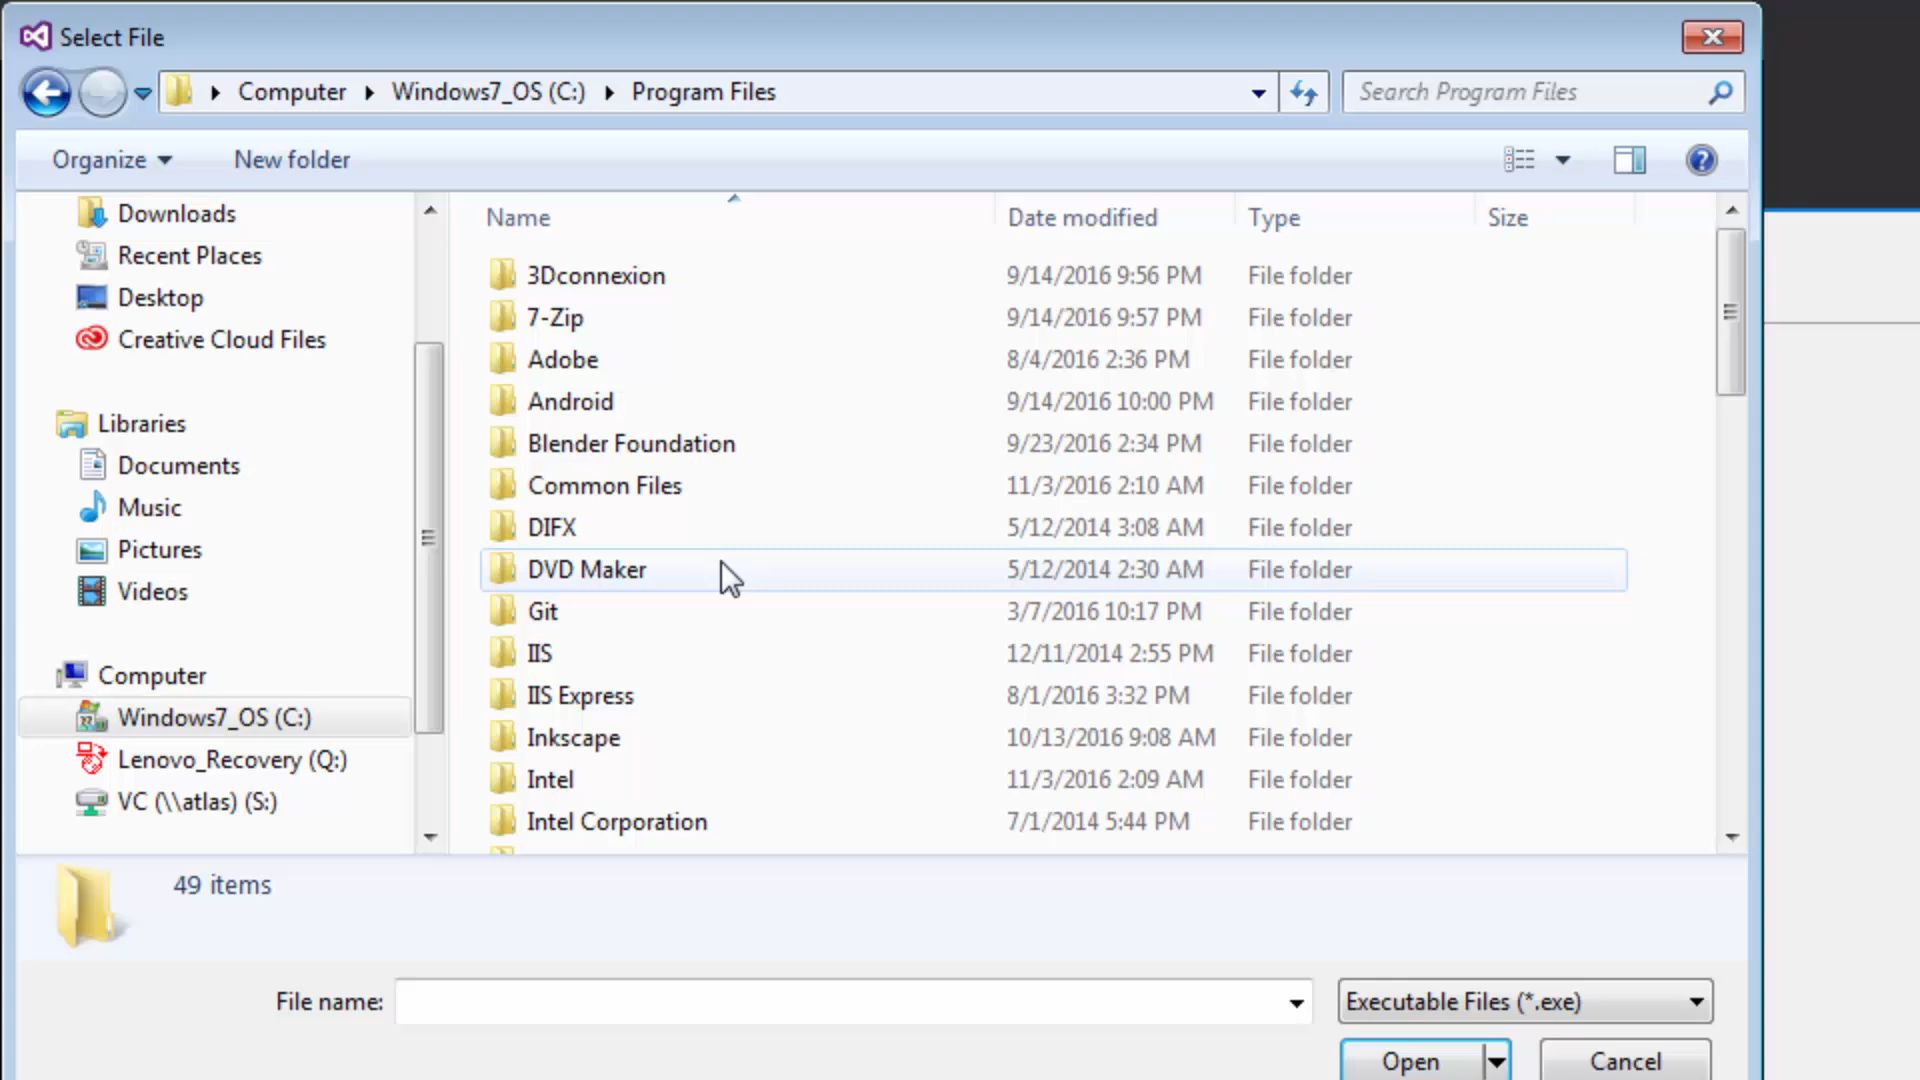 Select File
Computer Windows7_OS (C:) Program Files
Search Program Files
Organize
New folder
Name Date modified Type Size
Downloads
Recent Places
Desktop
Creative Cloud Files
Libraries
Documents
Music
Pictures
Videos
Computer
Windows7_OS (C:)
Lenovo_Recovery (Q:)
VC (\\atlas) (S:)
3Dconnexion 9/14/2016 9:56 PM File folder
7-Zip 9/14/2016 9:57 PM File folder
Adobe 8/4/2016 2:36 PM File folder
Android 9/14/2016 10:00 PM File folder
Blender Foundation 9/23/2016 2:34 PM File folder
Common Files 11/3/2016 2:10 AM File folder
DIFX 5/12/2014 3:08 AM File folder
DVD Maker 5/12/2014 2:30 AM File folder
Git 3/7/2016 10:17 PM File folder
IIS 12/11/2014 2:55 PM File folder
IIS Express 8/1/2016 3:32 PM File folder
Inkscape 10/13/2016 9:08 AM File folder
Intel 11/3/2016 2:09 AM File folder
Intel Corporation 7/1/2014 5:44 PM File folder
49 items
File name:
Executable Files (*.exe)
Open
Cancel